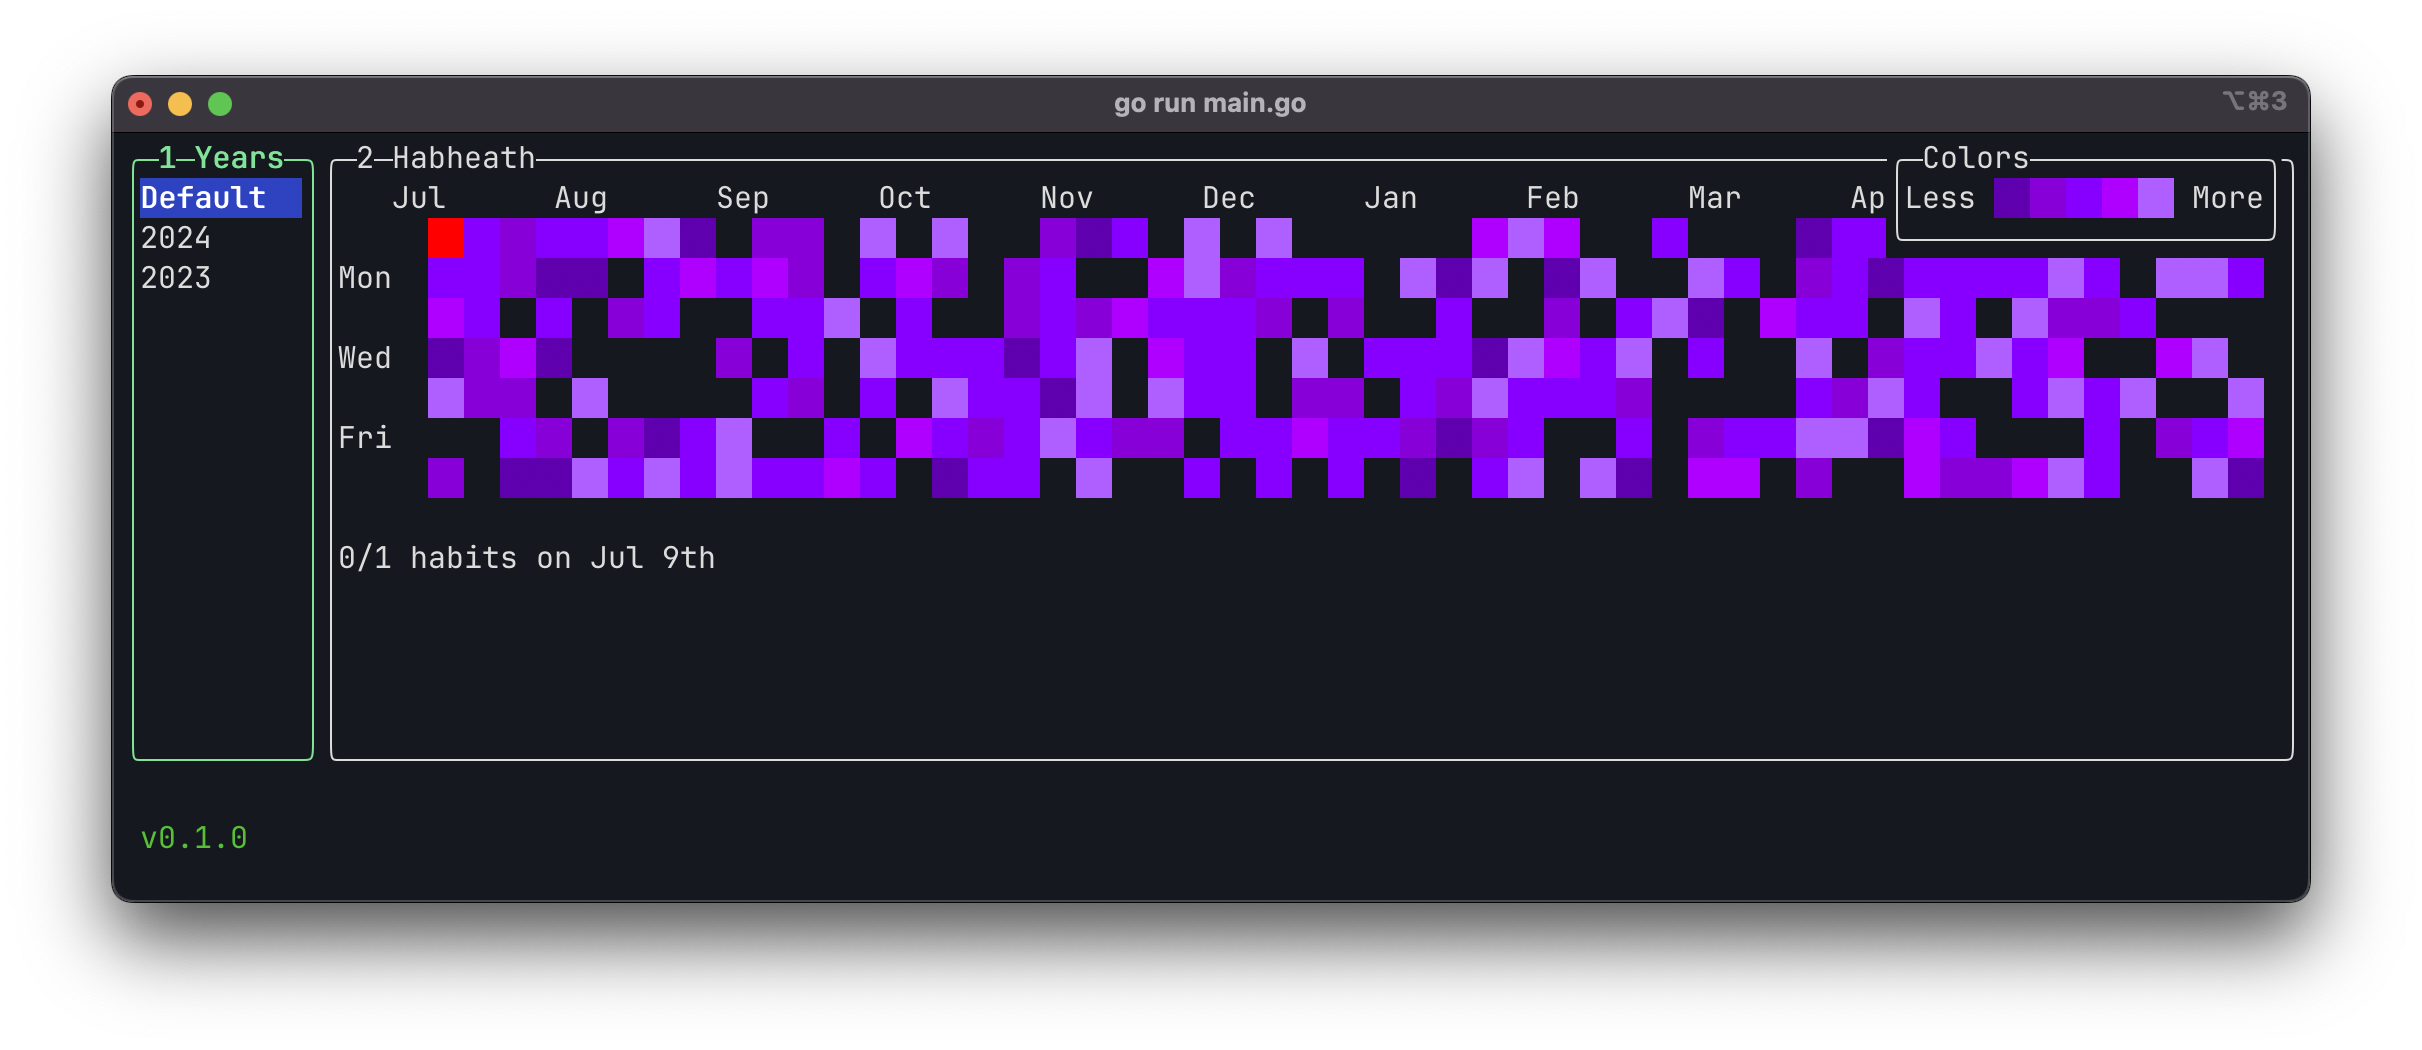 go run main.go
⌥⌘3
1 Years
Default
2024
2023
2 Habheath
Jul Aug Sep Oct Nov Dec Jan Feb Mar Ap
Colors
Less More
Mon
Wed
Fri
0/1 habits on Jul 9th
v0.1.0